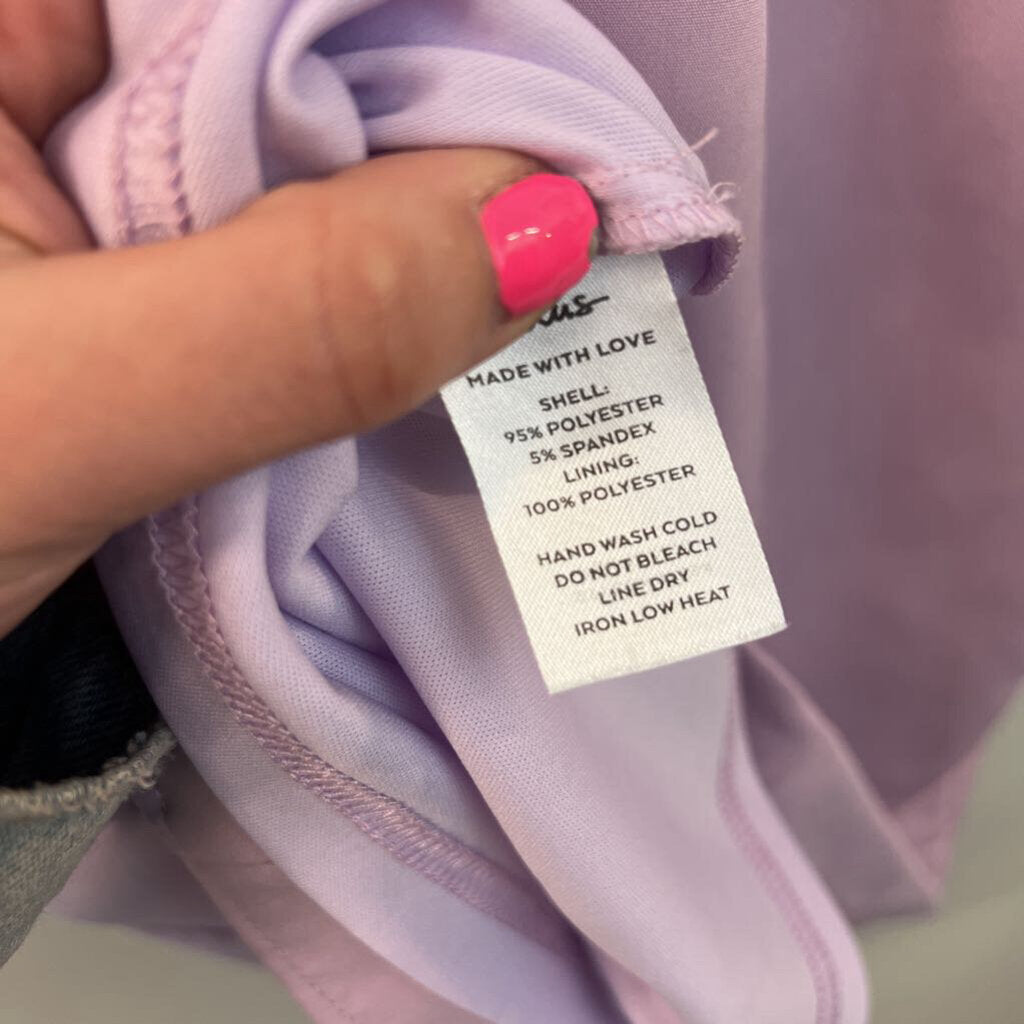 MADE WITH LOVE
SHELL:
95% POLYESTER
5% SPANDEX
LINING:
100% POLYESTER
HAND WASH COLD
DO NOT BLEACH
LINE DRY
IRON LOW HEAT